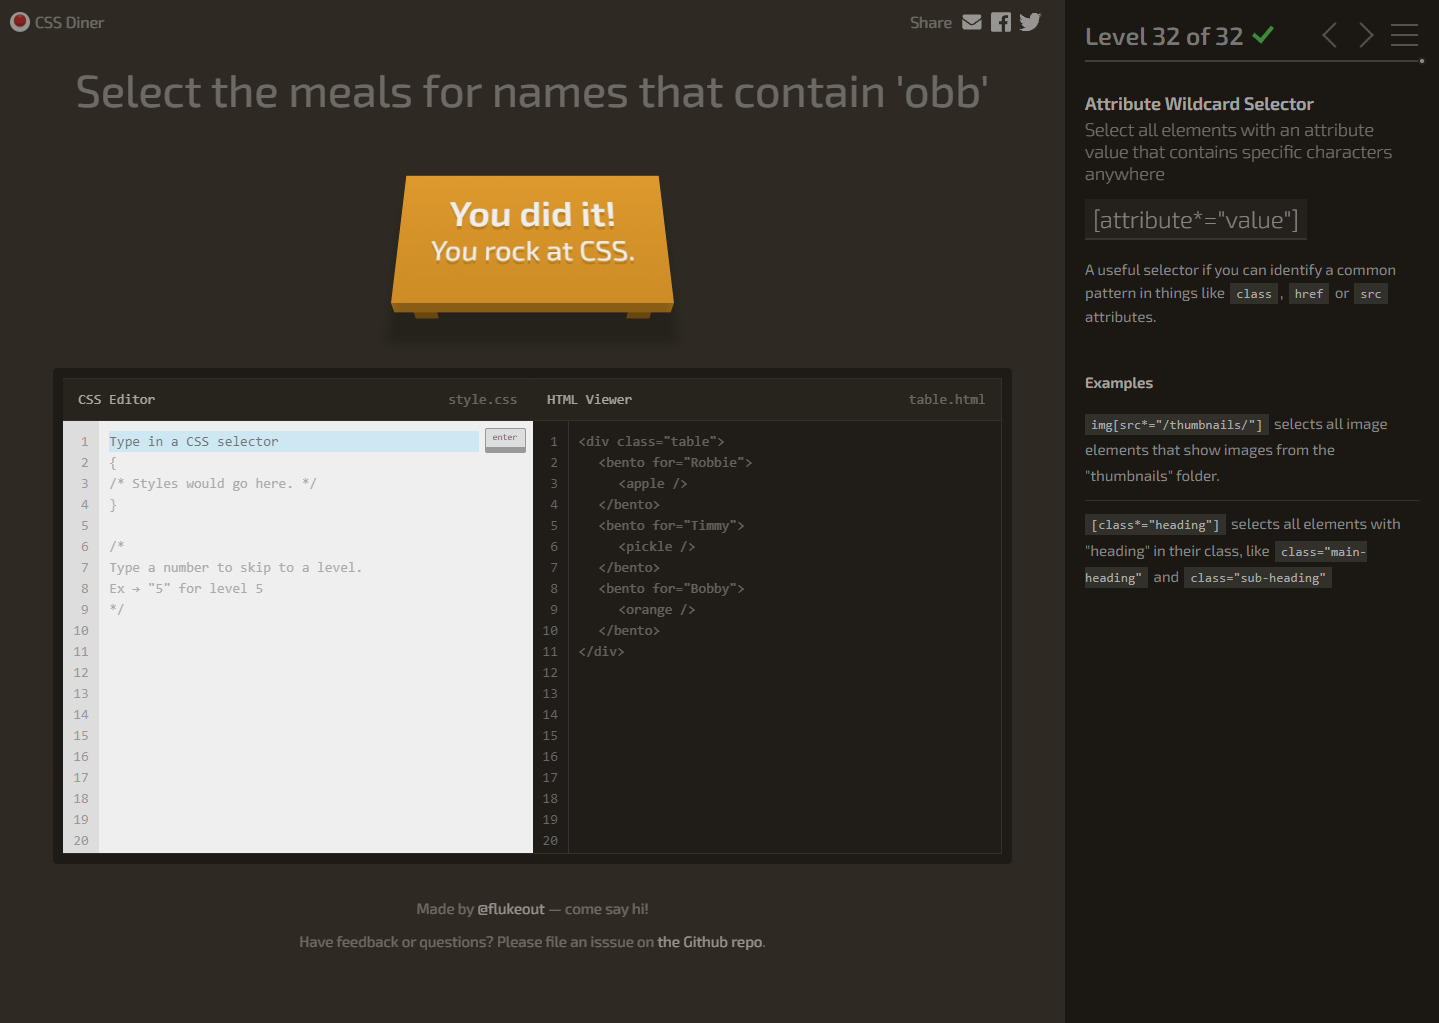 CSS Diner
Share
Select the meals for names that contain 'obb'
You did it!
You rock at CSS.
CSS Editor
style.css
1 Type in a CSS selector
enter
2 {
3 /* Styles would go here. */
4 }
5
6 /*
7 Type a number to skip to a level.
8 Ex → "5" for level 5
9 */
10
11
12
13
14
15
16
17
18
19
20
HTML Viewer
table.html
1 <div class="table">
2 <bento for="Robbie">
3 <apple />
4 </bento>
5 <bento for="Timmy">
6 <pickle />
7 </bento>
8 <bento for="Bobby">
9 <orange />
10 </bento>
11 </div>
12
13
14
15
16
17
18
19
20
Made by @flukeout — come say hi!
Have feedback or questions? Please file an isssue on the Github repo.
Level 32 of 32
Attribute Wildcard Selector
Select all elements with an attribute
value that contains specific characters
anywhere
[attribute*="value"]
A useful selector if you can identify a common
pattern in things like class, href or src
attributes.
Examples
img[src*="/thumbnails/"] selects all image
elements that show images from the
"thumbnails" folder.
[class*="heading"] selects all elements with
"heading" in their class, like class="main-
heading" and class="sub-heading"